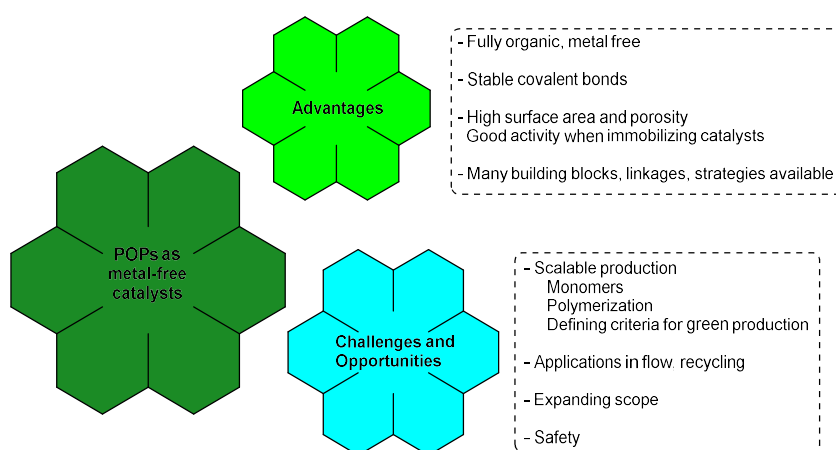 Advantages
- Fully organic, metal free
- Stable covalent bonds
- High surface area and porosity
Good activity when immobilizing catalysts
- Many building blocks, linkages, strategies available
POPs as
metal-free
catalysts
Challenges and
Opportunities
- Scalable production
Monomers
Polymerization
Defining criteria for green production
- Applications in flow, recycling
- Expanding scope
- Safety